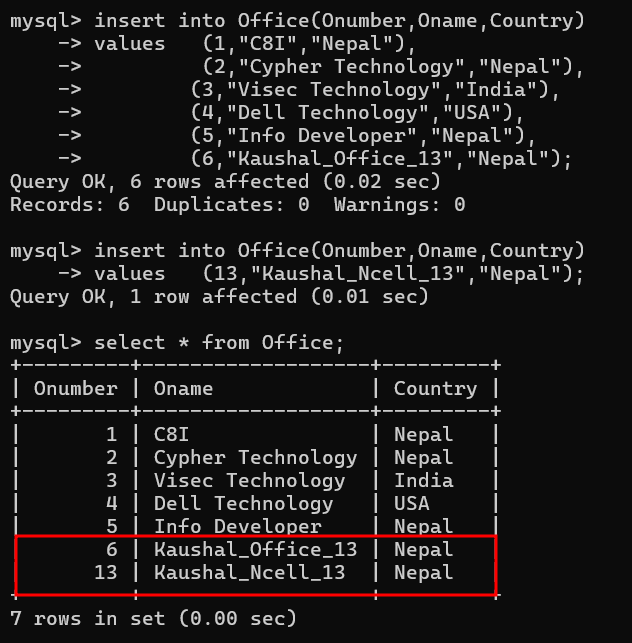 mysql> insert into Office(Onumber,Oname,Country)
    -> values   (1,"C8I","Nepal"),
    ->          (2,"Cypher Technology","Nepal"),
    ->         (3,"Visec Technology","India"),
    ->         (4,"Dell Technology","USA"),
    ->         (5,"Info Developer","Nepal"),
    ->         (6,"Kaushal_Office_13","Nepal");
Query OK, 6 rows affected (0.02 sec)
Records: 6  Duplicates: 0  Warnings: 0

mysql> insert into Office(Onumber,Oname,Country)
    -> values   (13,"Kaushal_Ncell_13","Nepal");
Query OK, 1 row affected (0.01 sec)

mysql> select * from Office;
+---------+-------------------+---------+
| Onumber | Oname             | Country |
+---------+-------------------+---------+
|       1 | C8I               | Nepal   |
|       2 | Cypher Technology | Nepal   |
|       3 | Visec Technology  | India   |
|       4 | Dell Technology   | USA     |
|       5 | Info Developer    | Nepal   |
|       6 | Kaushal_Office_13 | Nepal   |
|      13 | Kaushal_Ncell_13  | Nepal   |
+---------+-------------------+---------+
7 rows in set (0.00 sec)